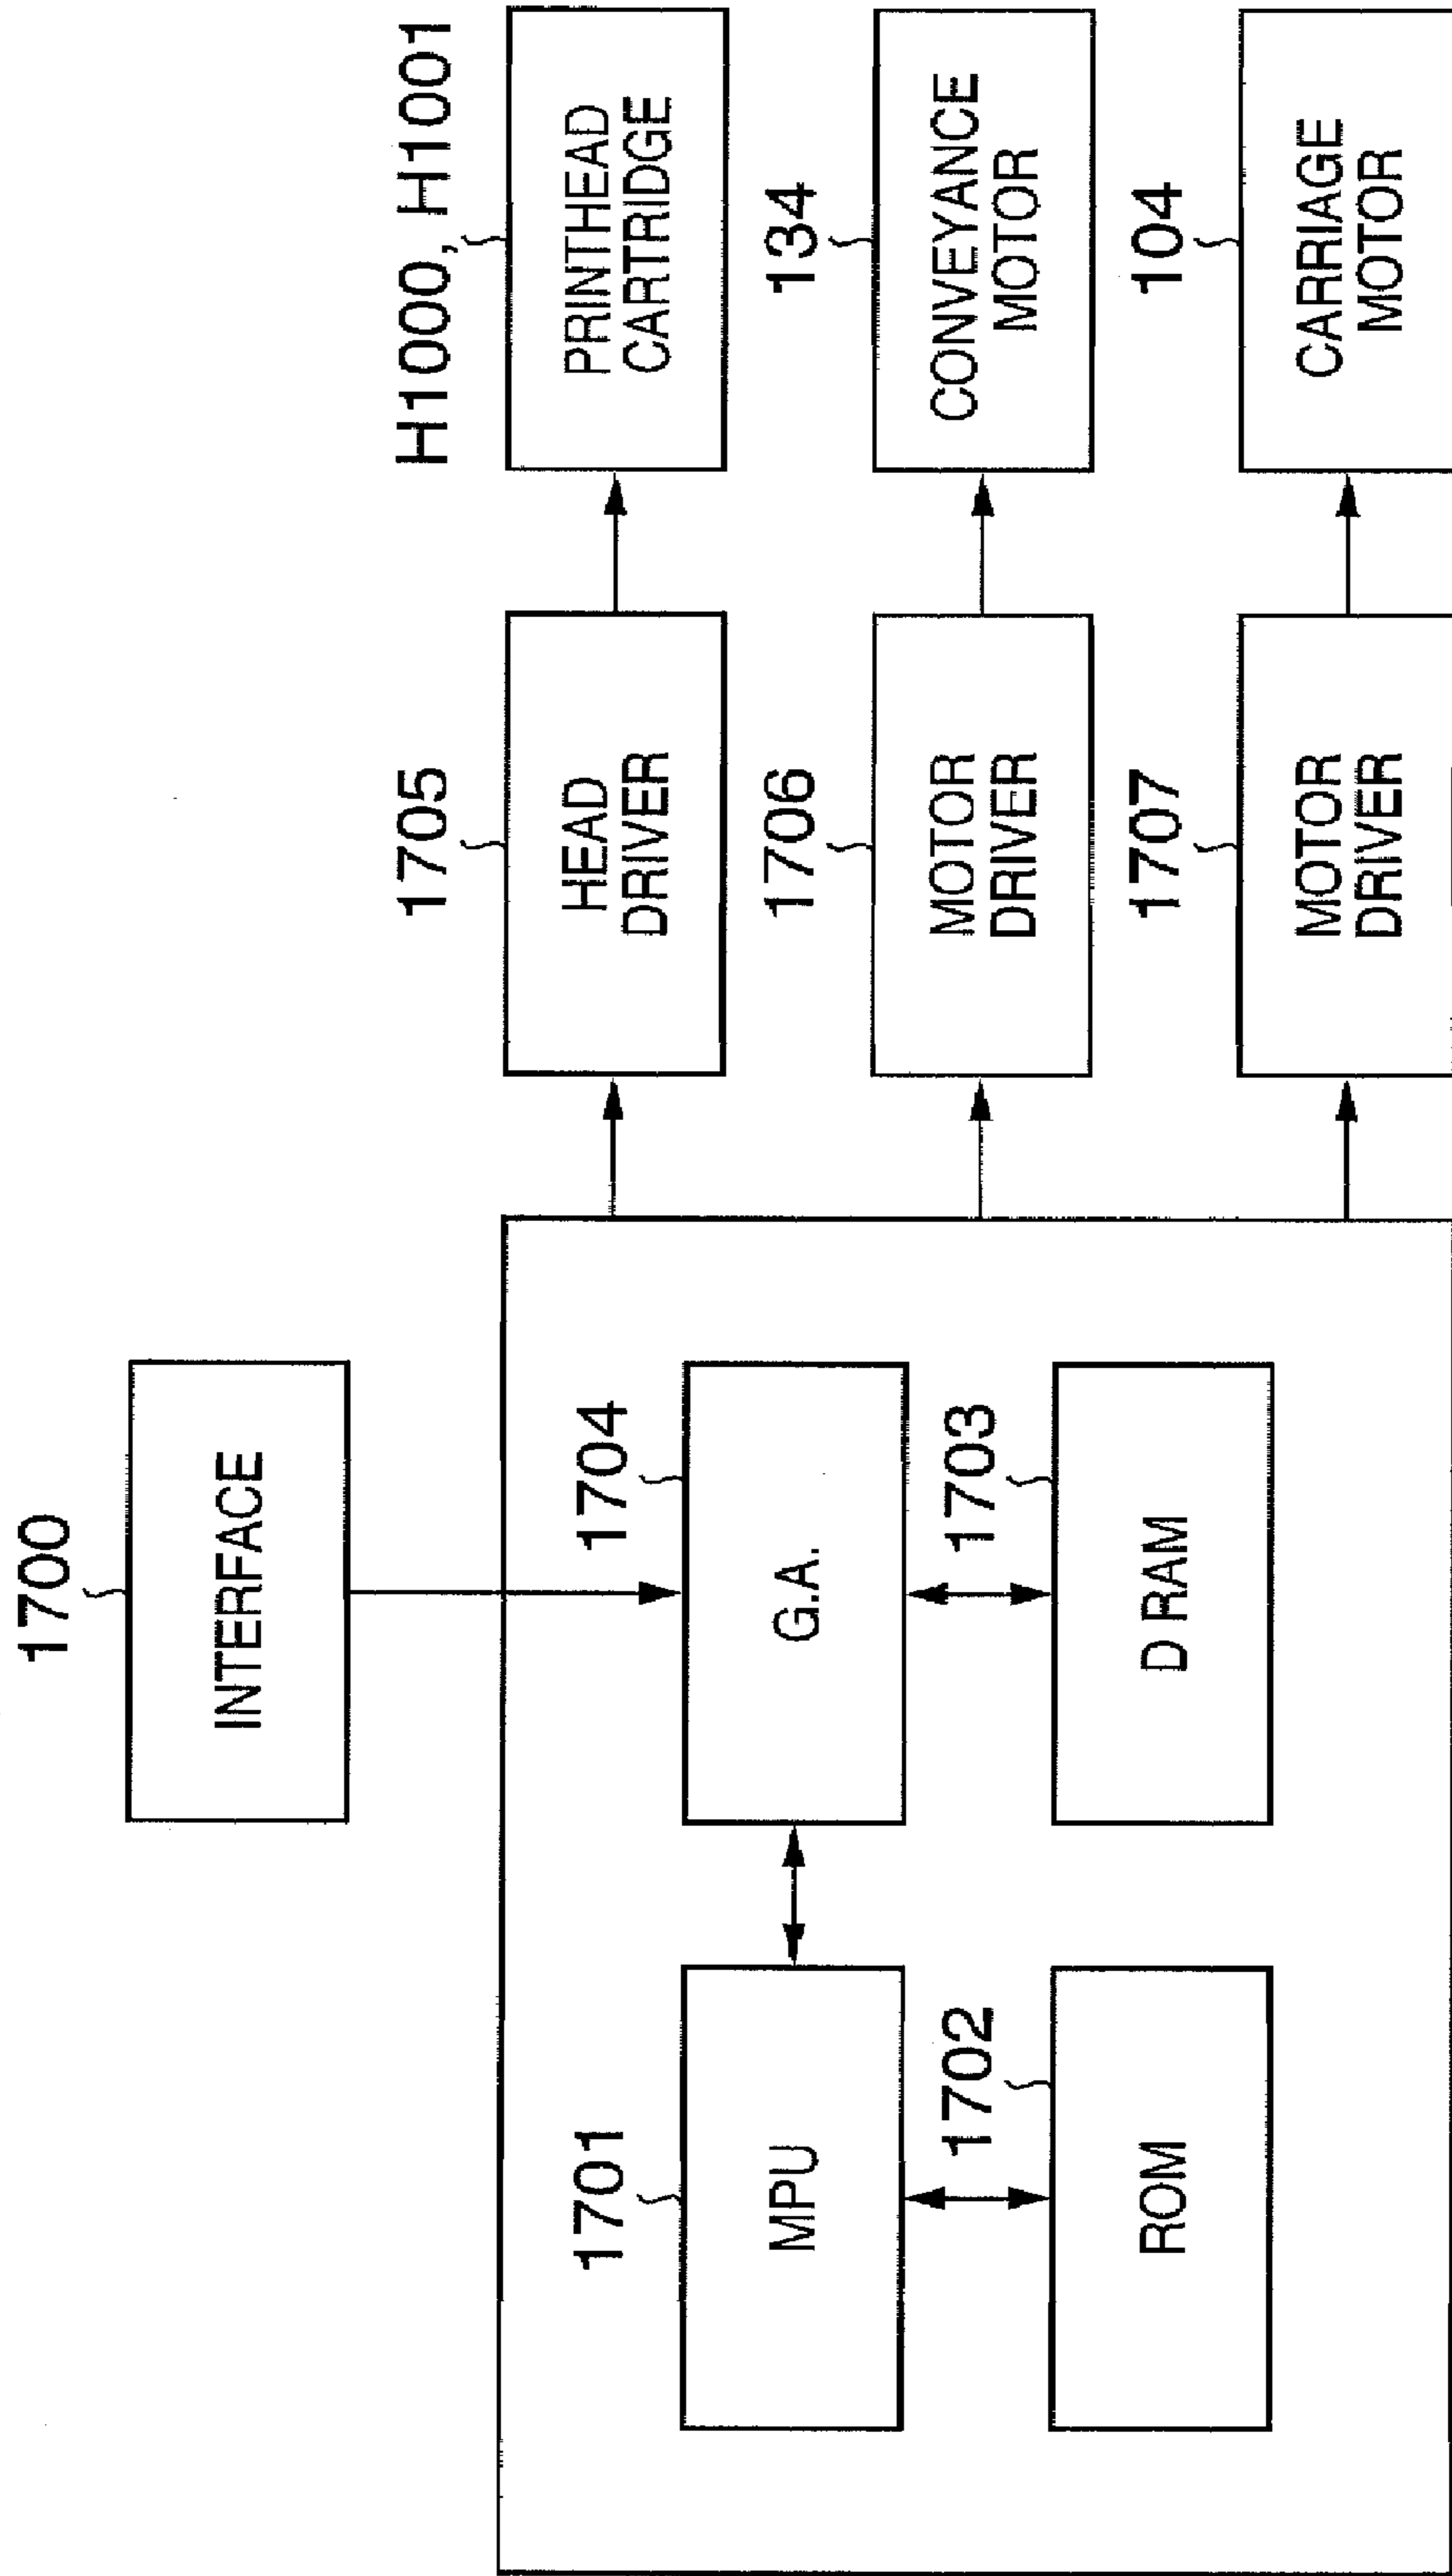 1700
INTERFACE
H1000, H1001
1705
HEAD
DRIVER
PRINTHEAD
CARTRIDGE
1701
MPU
1704
G.A.
1706
MOTOR
DRIVER
134
CONVEYANCE
MOTOR
1702
ROM
1703
D RAM
1707
MOTOR
DRIVER
104
CARRIAGE
MOTOR